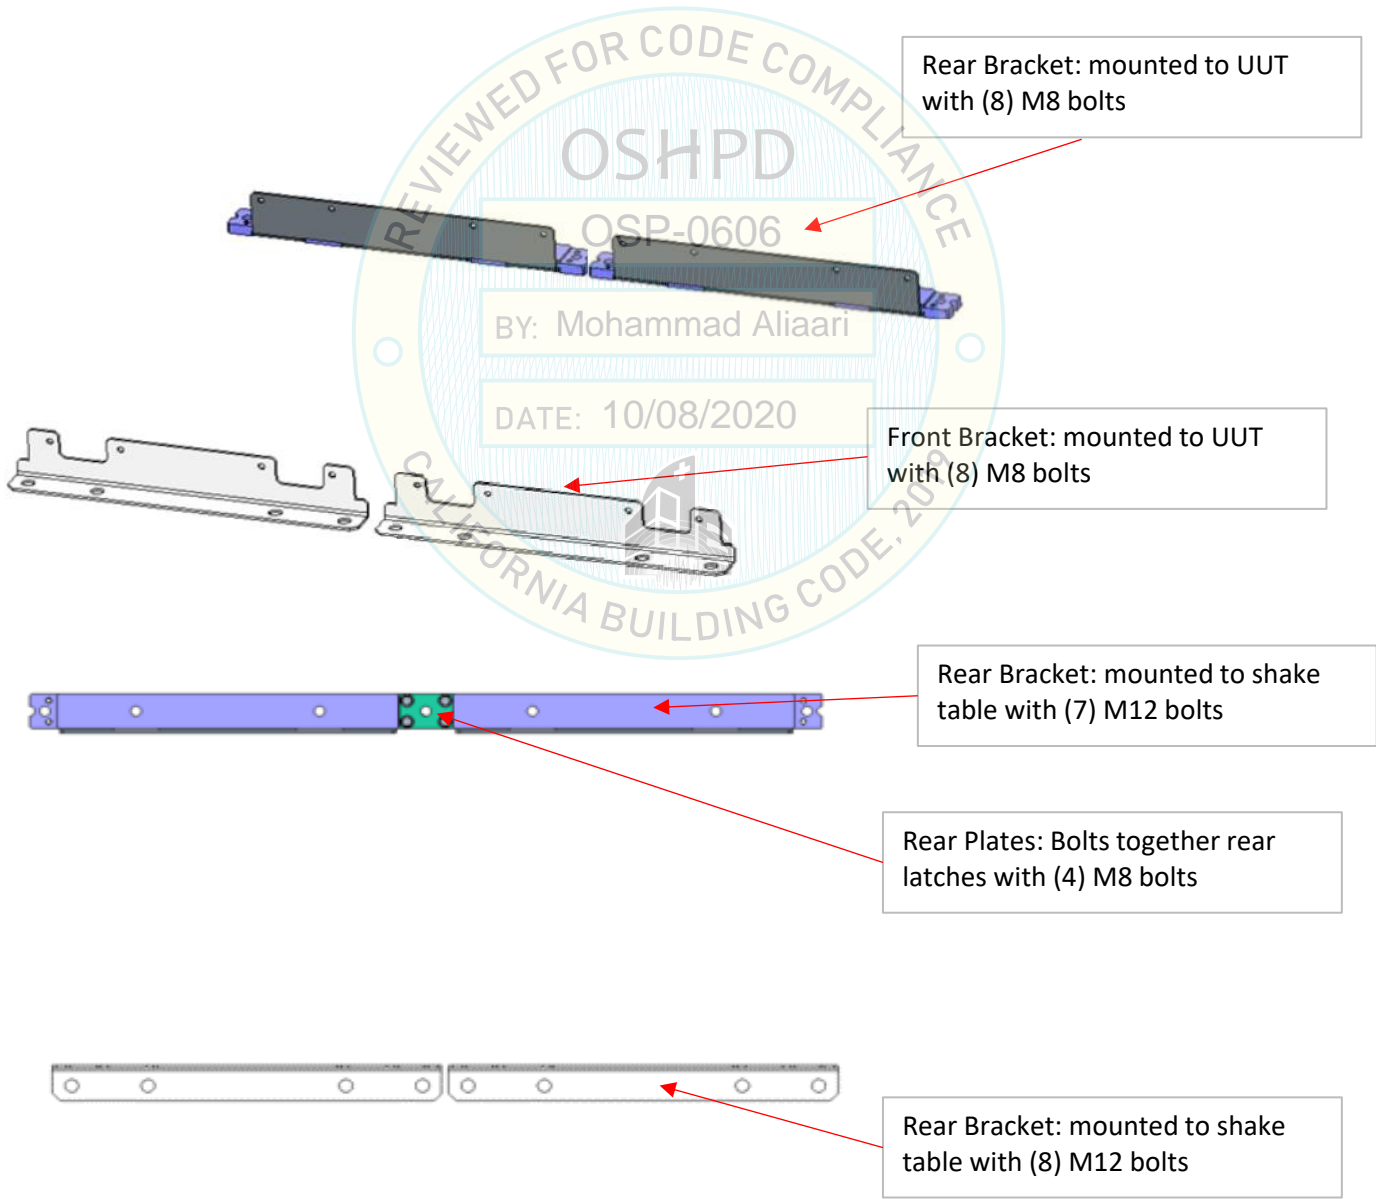 REVIEWED FOR CODE COMPLIANCE
OSHPD
OSP-0606
BY: Mohammad Aliaari
DATE: 10/08/2020
CALIFORNIA BUILDING CODE, 2019
Rear Bracket: mounted to UUT
with (8) M8 bolts
Front Bracket: mounted to UUT
with (8) M8 bolts
Rear Bracket: mounted to shake
table with (7) M12 bolts
Rear Plates: Bolts together rear
latches with (4) M8 bolts
Rear Bracket: mounted to shake
table with (8) M12 bolts